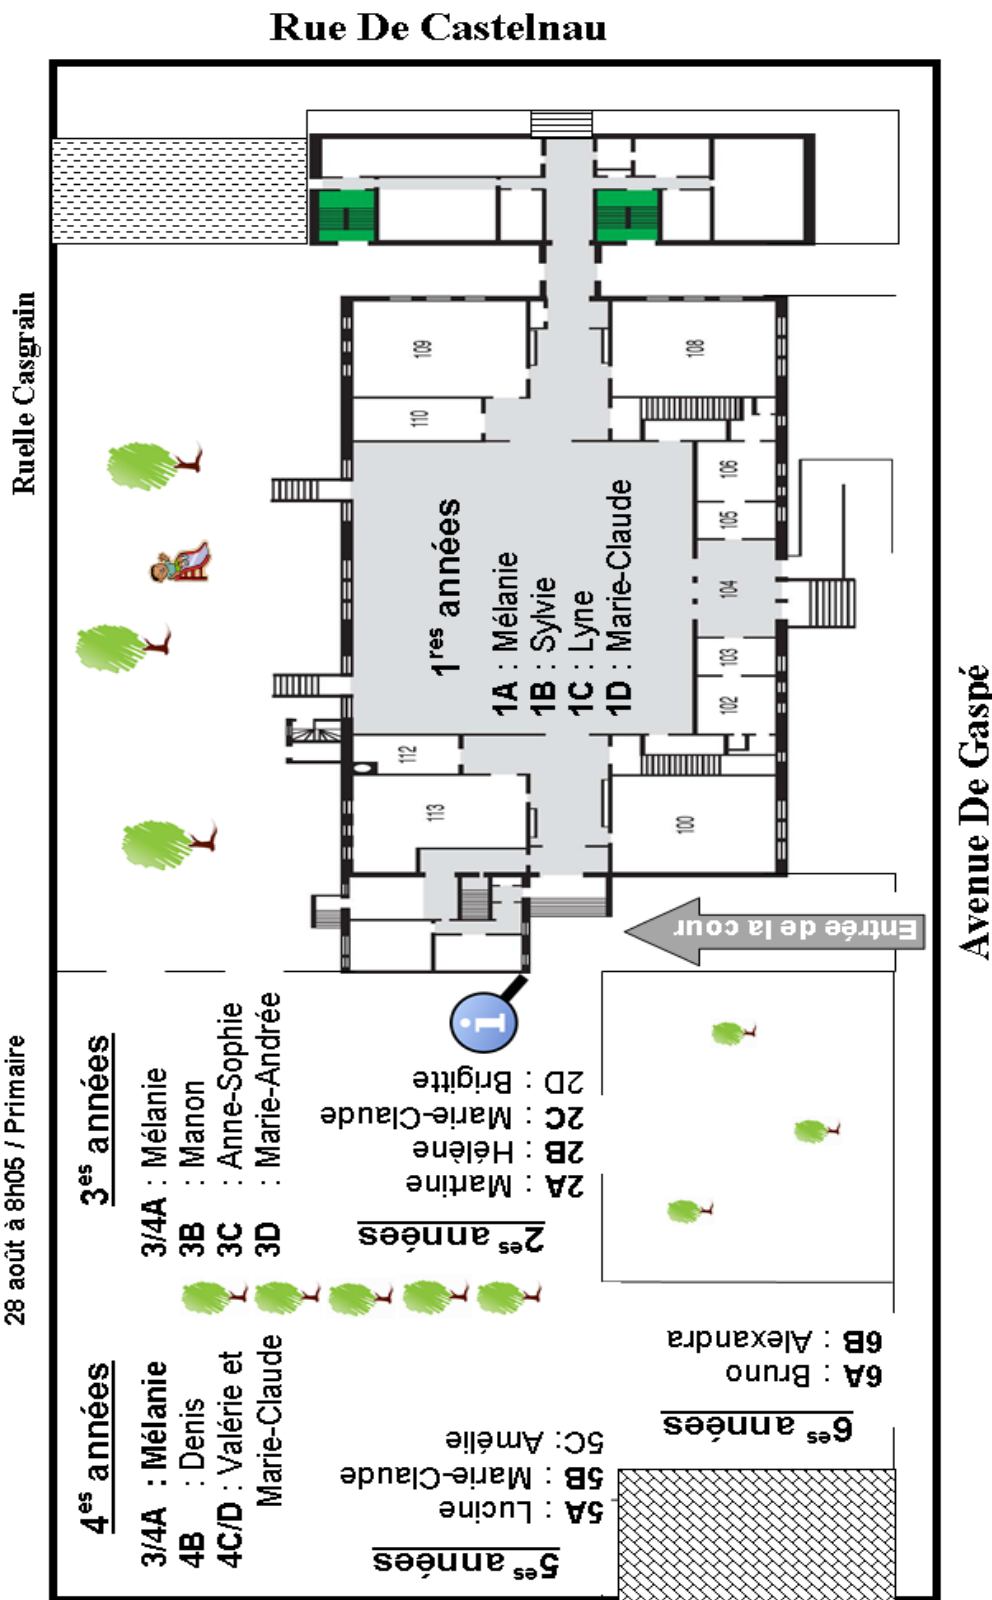 Rue De Castelnau
Ruelle Casgrain
Avenue De Gaspé
28 août à 8h05 / Primaire
109
108
110
106
105
104
103
102
112
113
100
1res années
1A : Mélanie
1B : Sylvie
1C : Lyne
1D : Marie-Claude
Entrée de la cour
i
3es années
3/4A : Mélanie
3B : Manon
3C : Anne-Sophie
3D : Marie-Andrée
2es années
2A : Martine
2B : Hélène
2C : Marie-Claude
2D : Brigitte
4es années
3/4A : Mélanie
4B : Denis
4C/D : Valérie et
Marie-Claude
5es années
5A : Lucine
5B : Marie-Claude
5C: Amélie
6es années
6A : Bruno
6B : Alexandra